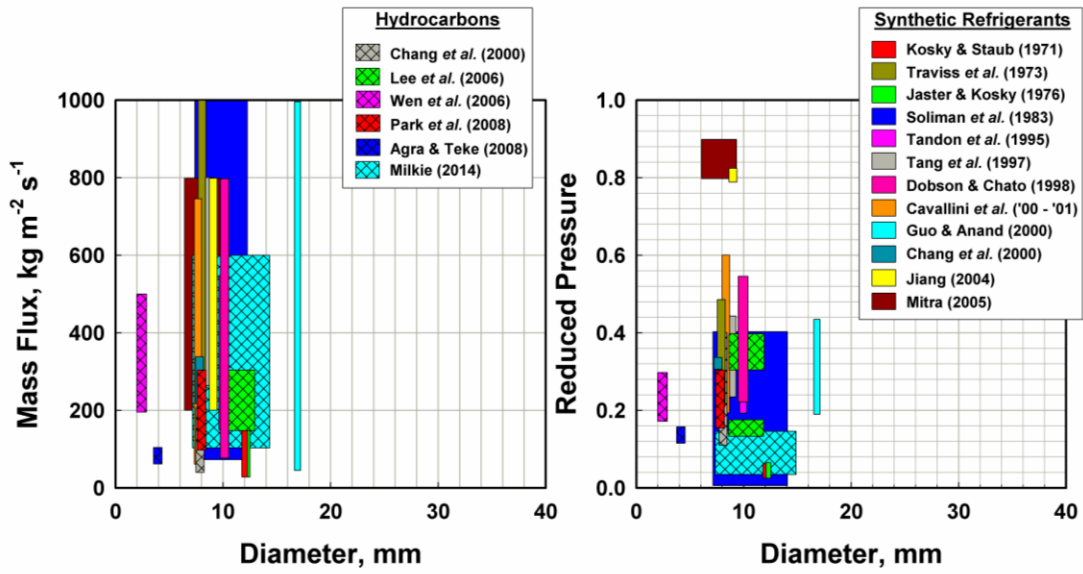 Hydrocarbons
Chang et al. (2000)
Lee et al. (2006)
Wen et al. (2006)
Park et al. (2008)
Agra & Teke (2008)
Milkie (2014)
Synthetic Refrigerants
Kosky & Staub (1971)
Traviss et al. (1973)
Jaster & Kosky (1976)
Soliman et al. (1983)
Tandon et al. (1995)
Tang et al. (1997)
Dobson & Chato (1998)
Cavallini et al. ('00 - '01)
Guo & Anand (2000)
Chang et al. (2000)
Jiang (2004)
Mitra (2005)
Mass Flux, kg m⁻² s⁻¹
1000
800
600
400
200
0
0 10 20 30 40
Diameter, mm
Reduced Pressure
1.0
0.8
0.6
0.4
0.2
0.0
0 10 20 30 40
Diameter, mm